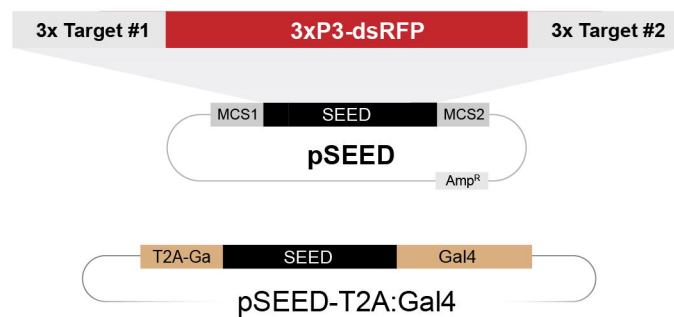 3x Target #1 3xP3-dsRFP 3x Target #2
MCS1 SEED MCS2
pSEED
Ampᴿ
T2A-Ga SEED Gal4
pSEED-T2A:Gal4